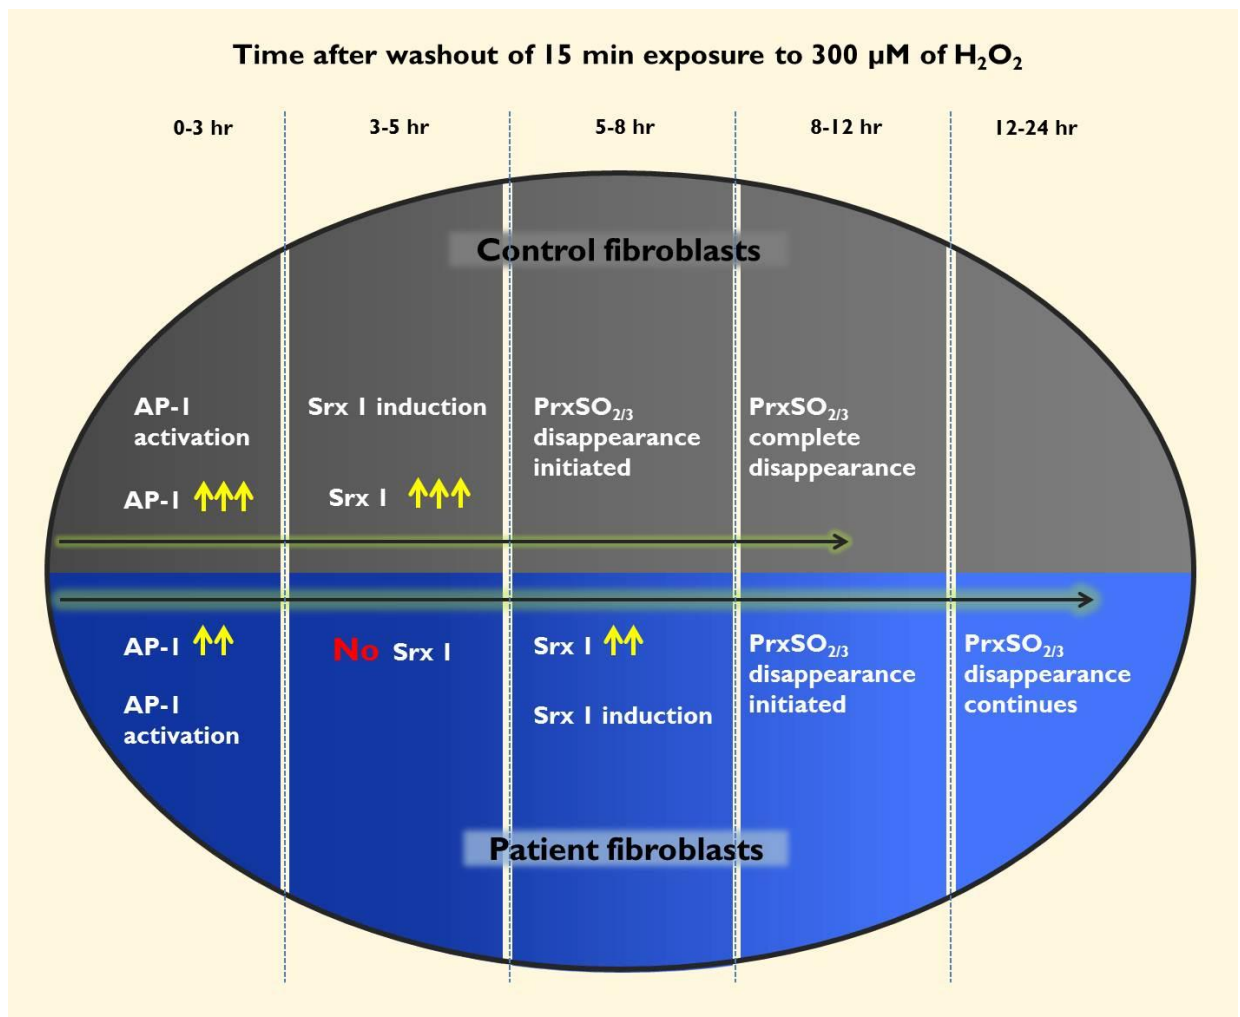 Time after washout of 15 min exposure to 300 µM of H₂O₂
0-3 hr
3-5 hr
5-8 hr
8-12 hr
12-24 hr
Control fibroblasts
AP-1
activation
AP-1 ↑↑↑
Srx 1 induction
Srx 1 ↑↑↑
PrxSO₂/₃
disappearance
initiated
PrxSO₂/₃
complete
disappearance
AP-1 ↑↑
AP-1
activation
No Srx 1
Srx 1 ↑↑
Srx 1 induction
PrxSO₂/₃
disappearance
initiated
PrxSO₂/₃
disappearance
continues
Patient fibroblasts